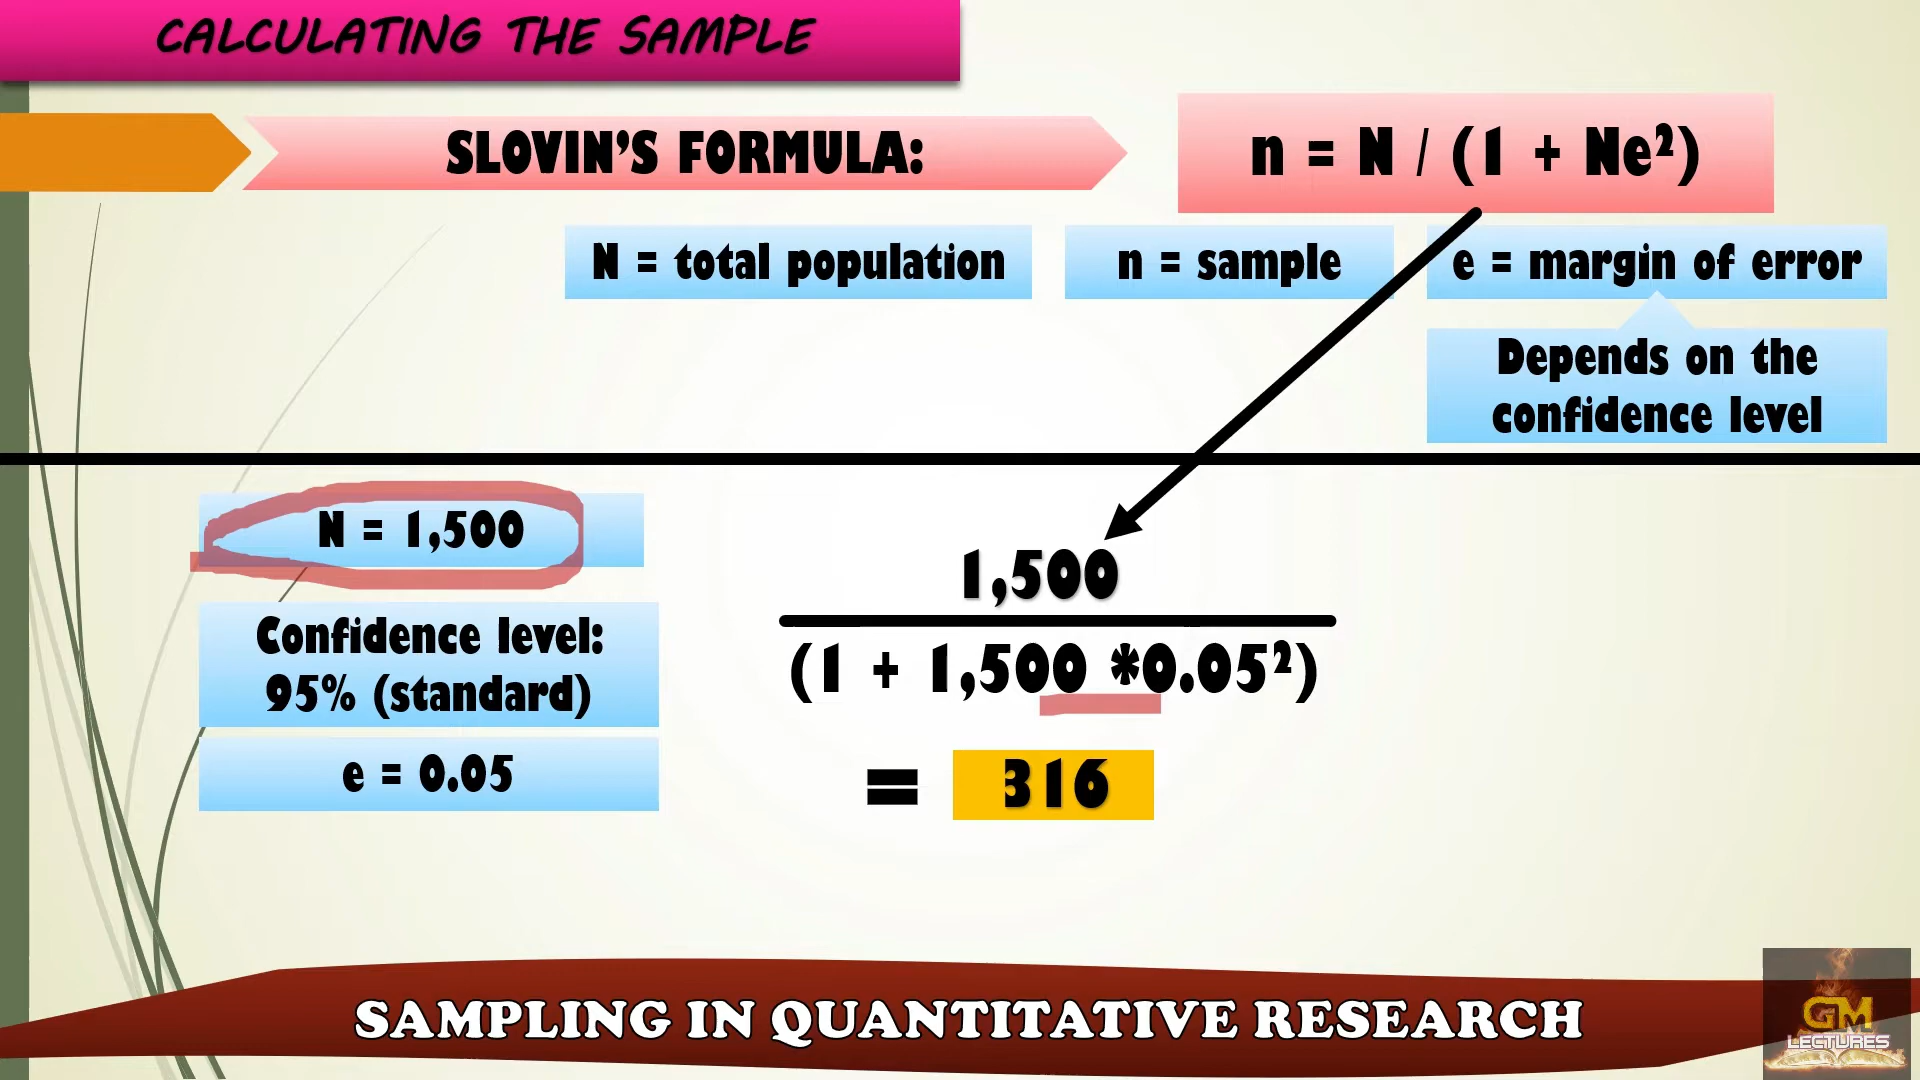 CALCULATING THE SAMPLE
SLOVIN'S FORMULA:
n = N / (1 + Ne²)
N = total population
n = sample
e = margin of error
Depends on the
confidence level
N = 1,500
Confidence level:
95% (standard)
e = 0.05
1,500
(1 + 1,500 *0.05²)
= 316
SAMPLING IN QUANTITATIVE RESEARCH
GM
LECTURES